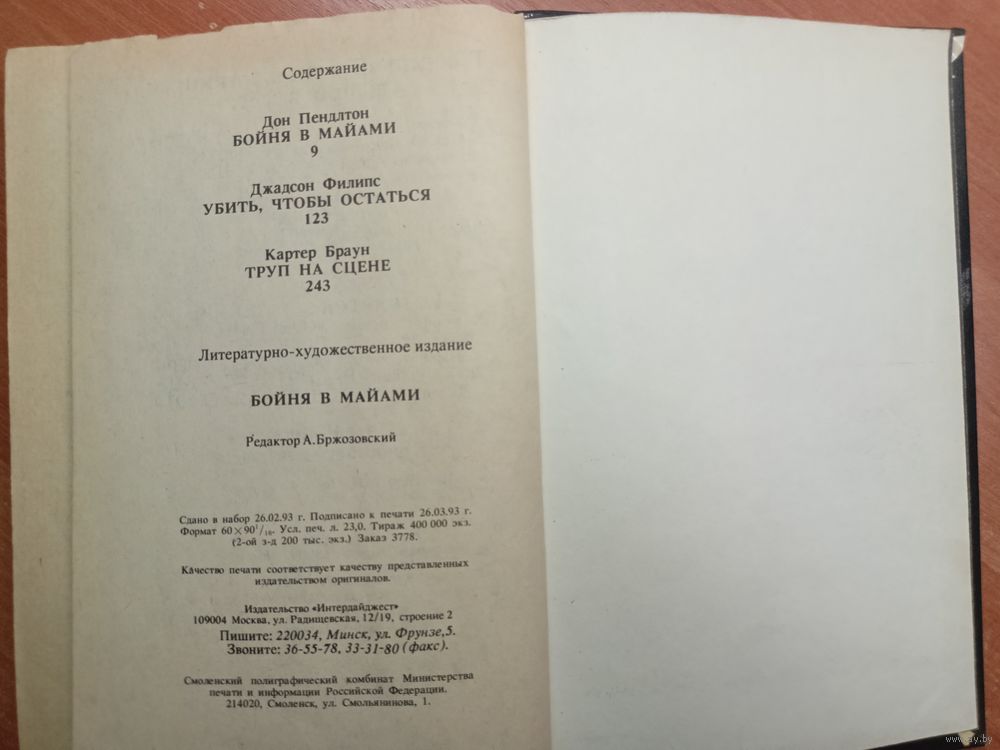 Содержание
Дон Пендлтон
БОЙНЯ В МАЙАМИ
9
Джадсон Филипс
УБИТЬ, ЧТОБЫ ОСТАТЬСЯ
123
Картер Браун
ТРУП НА СЦЕНЕ
243
Литературно-художественное издание
БОЙНЯ В МАЙАМИ
Редактор А.Бржозовский
Сдано в набор 26.02.93 г. Подписано к печати 26.03.93 г.
Формат 60×90¹/₁₆. Усл. печ. л. 23,0. Тираж 400 000 экз.
(2-ой з-д 200 тыс. экз.) Заказ 3778.
Качество печати соответствует качеству представленных
издательством оригиналов.
Издательство «Интердайджест»
109004 Москва, ул. Радищевская, 12/19, строение 2
Пишите: 220034, Минск, ул. Фрунзе,5.
Звоните: 36-55-78, 33-31-80 (факс).
Смоленский полиграфический комбинат Министерства
печати и информации Российской Федерации.
214020, Смоленск, ул. Смольянинова, 1.
www.ay.by